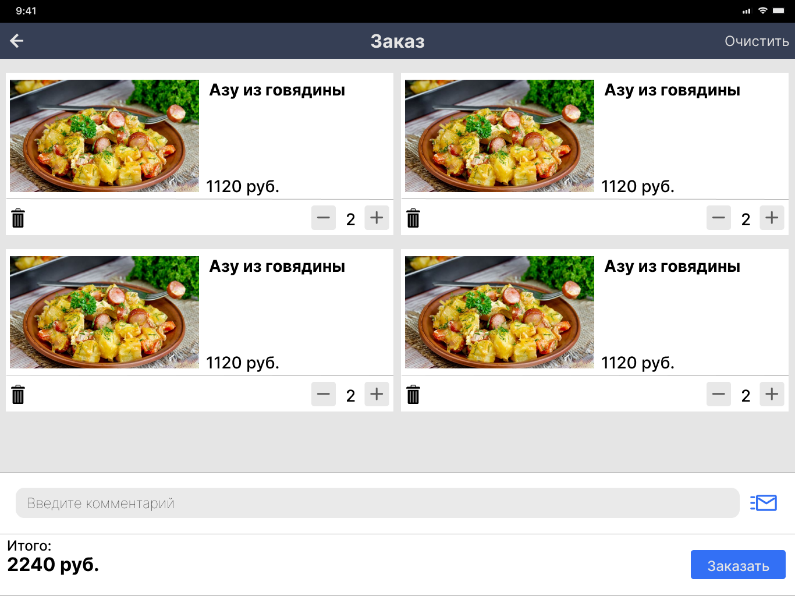 9:41
Заказ
Очистить
Азу из говядины
1120 руб.
2
Азу из говядины
1120 руб.
2
Азу из говядины
1120 руб.
2
Азу из говядины
1120 руб.
2
Введите комментарий
Итого:
2240 руб.
Заказать